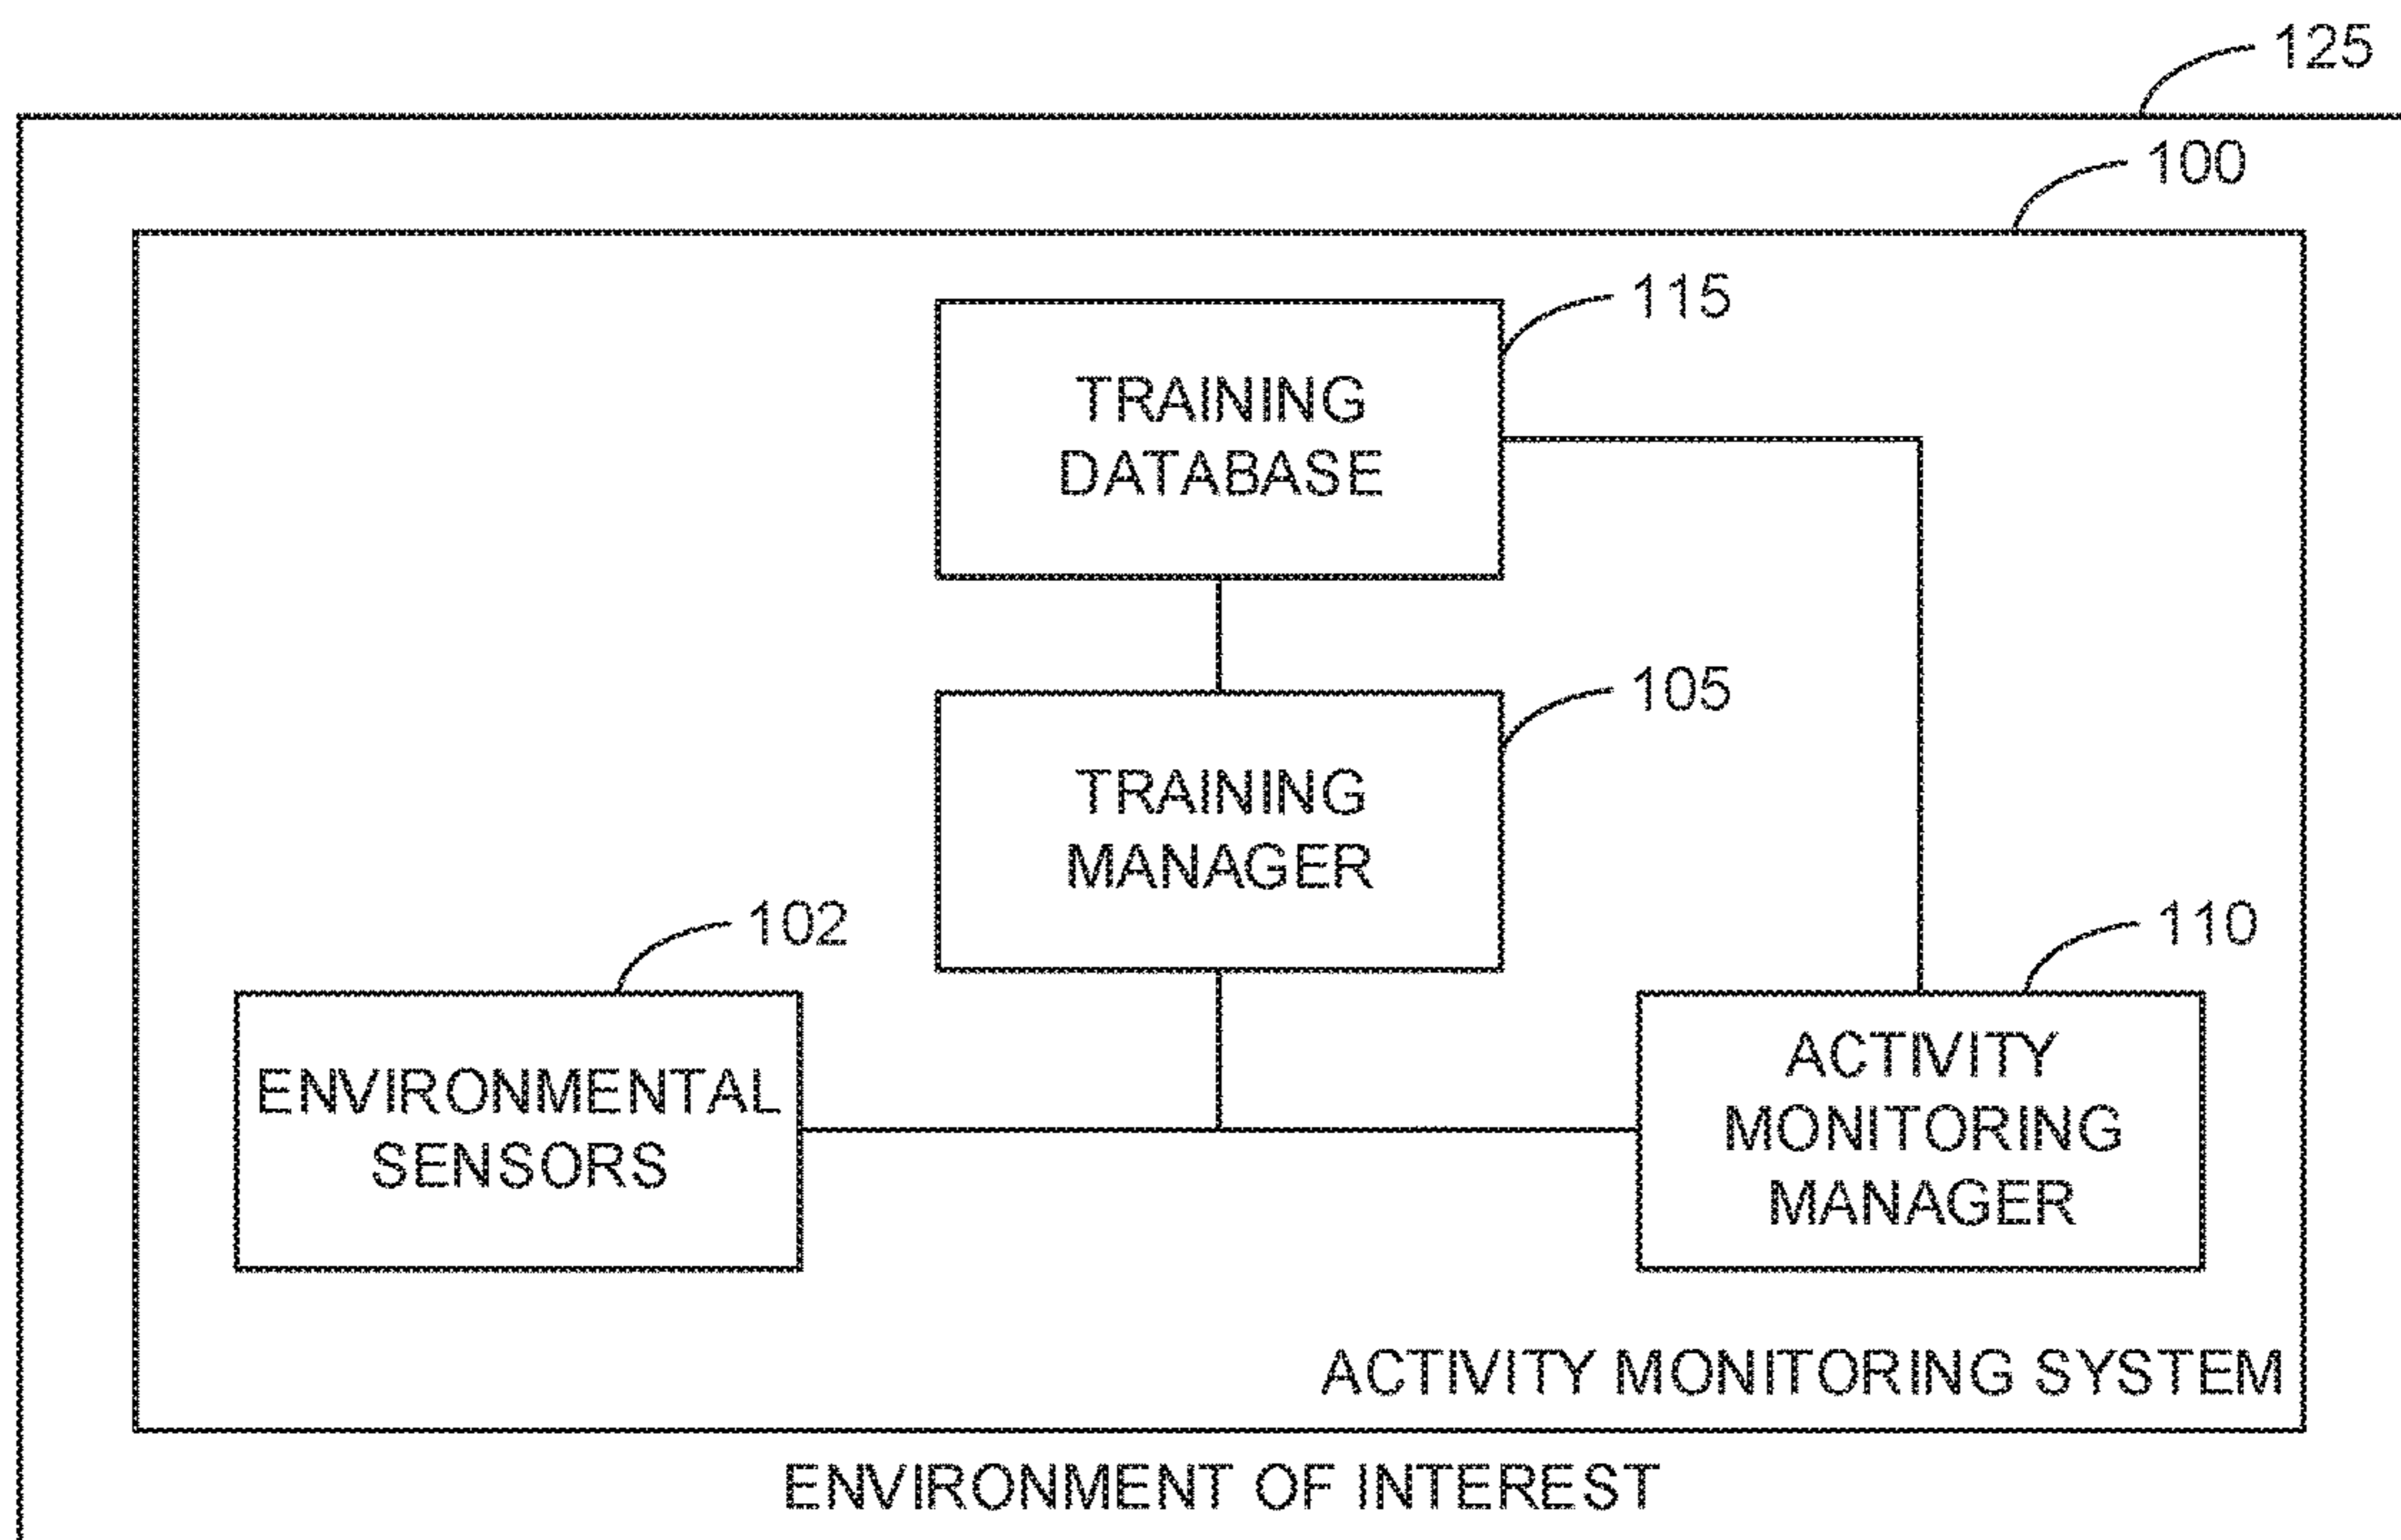 125
100
115
TRAINING
DATABASE
105
TRAINING
MANAGER
102
110
ENVIRONMENTAL
SENSORS
ACTIVITY
MONITORING
MANAGER
ACTIVITY MONITORING SYSTEM
ENVIRONMENT OF INTEREST